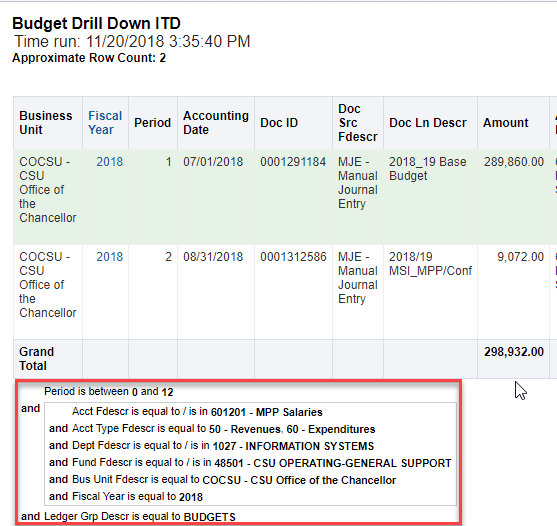 Budget Drill Down ITD
Time run: 11/20/2018 3:35:40 PM
Approximate Row Count: 2
Business Unit Fiscal Year Period Accounting Date Doc ID Doc Src Fdescr Doc Ln Descr Amount
COCSU - CSU Office of the Chancellor 2018 1 07/01/2018 0001291184 MJE - Manual Journal Entry 2018_19 Base Budget 289,860.00
COCSU - CSU Office of the Chancellor 2018 2 08/31/2018 0001312586 MJE - Manual Journal Entry 2018/19 MSI_MPP/Conf 9,072.00
Grand Total 298,932.00
Period is between 0 and 12
and Acct Fdescr is equal to / is in 601201 - MPP Salaries
and Acct Type Fdescr is equal to 50 - Revenues, 60 - Expenditures
and Dept Fdescr is equal to / is in 1027 - INFORMATION SYSTEMS
and Fund Fdescr is equal to / is in 48501 - CSU OPERATING-GENERAL SUPPORT
and Bus Unit Fdescr is equal to COCSU - CSU Office of the Chancellor
and Fiscal Year is equal to 2018
and Ledger Grp Descr is equal to BUDGETS